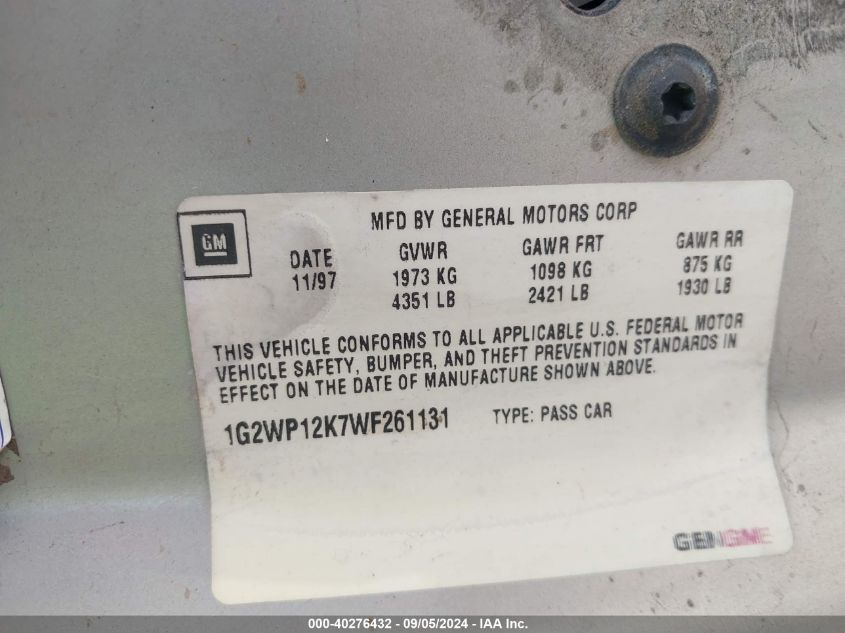 MFD BY GENERAL MOTORS CORP
GM
DATE GVWR GAWR FRT GAWR RR
11/97 1973 KG 1098 KG 875 KG
4351 LB 2421 LB 1930 LB
THIS VEHICLE CONFORMS TO ALL APPLICABLE U.S. FEDERAL MOTOR
VEHICLE SAFETY, BUMPER, AND THEFT PREVENTION STANDARDS IN
EFFECT ON THE DATE OF MANUFACTURE SHOWN ABOVE.
1G2WP12K7WF261131 TYPE: PASS CAR
000-40276432 - 09/05/2024 - IAA Inc.